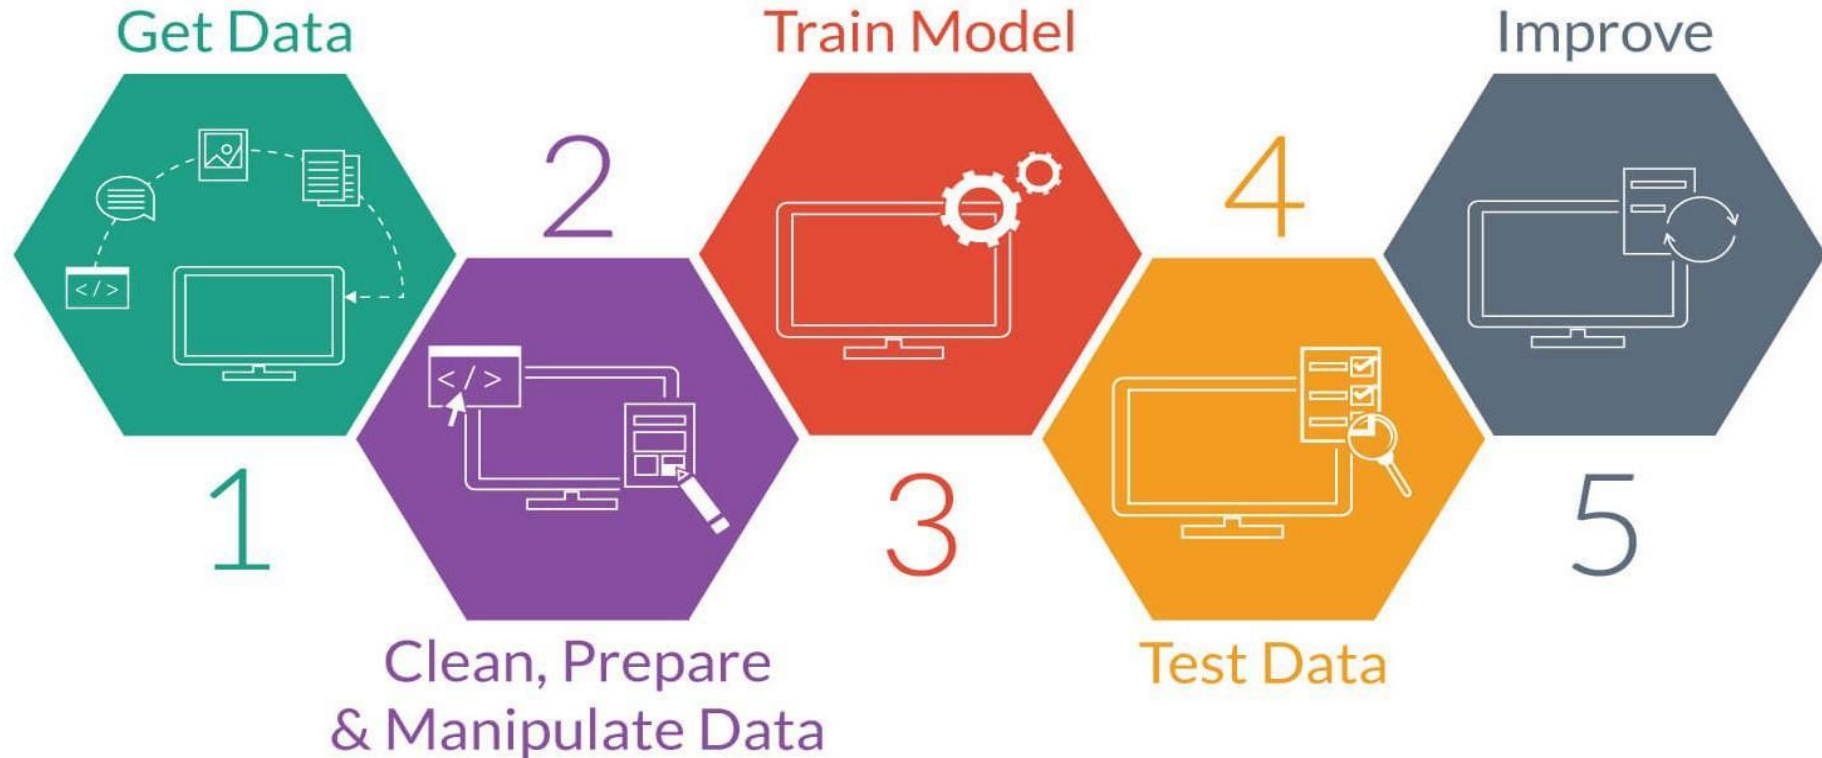 Get Data
</>
1
2
</>
Clean, Prepare
& Manipulate Data
Train Model
3
4
Test Data
Improve
5